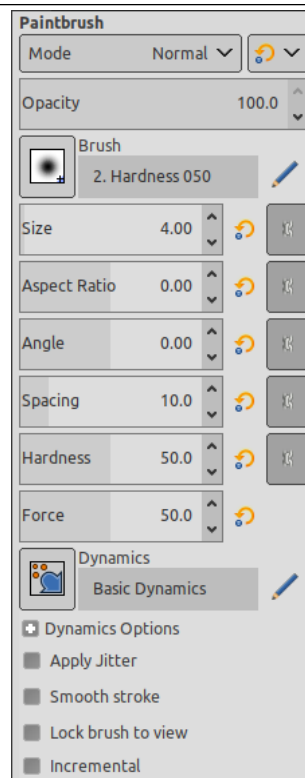 Paintbrush
Mode Normal
Opacity 100.0
Brush
2. Hardness 050
Size 4.00
Aspect Ratio 0.00
Angle 0.00
Spacing 10.0
Hardness 50.0
Force 50.0
Dynamics
Basic Dynamics
Dynamics Options
Apply Jitter
Smooth stroke
Lock brush to view
Incremental